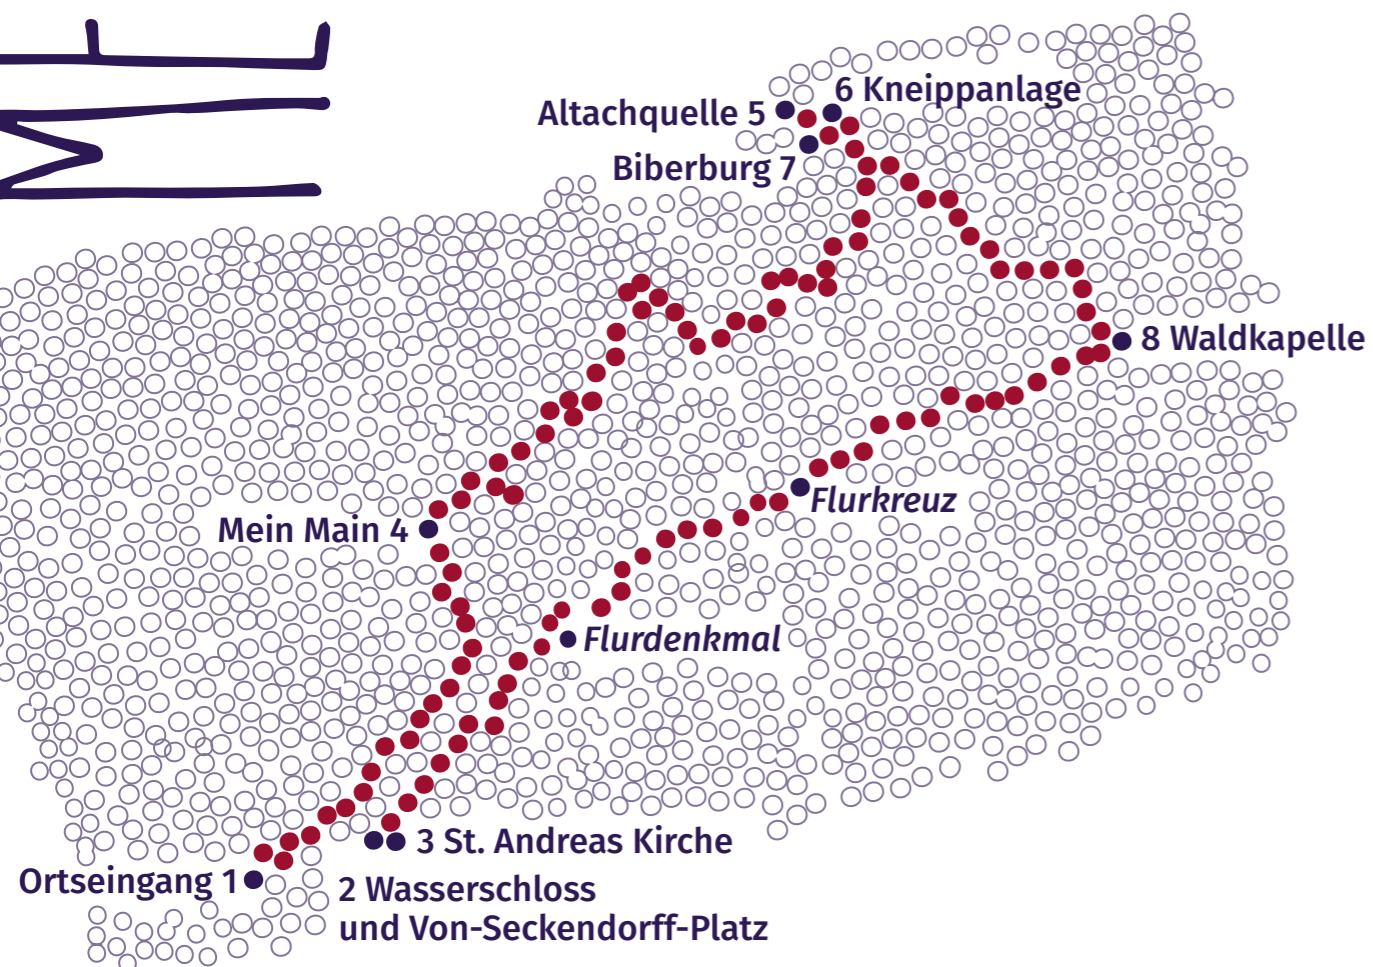 6 Kneippanlage
Altachquelle 5
Biberburg 7
8 Waldkapelle
Flurkreuz
Mein Main 4
Flurdenkmal
3 St. Andreas Kirche
Ortseingang 1
2 Wasserschloss
und Von-Seckendorff-Platz